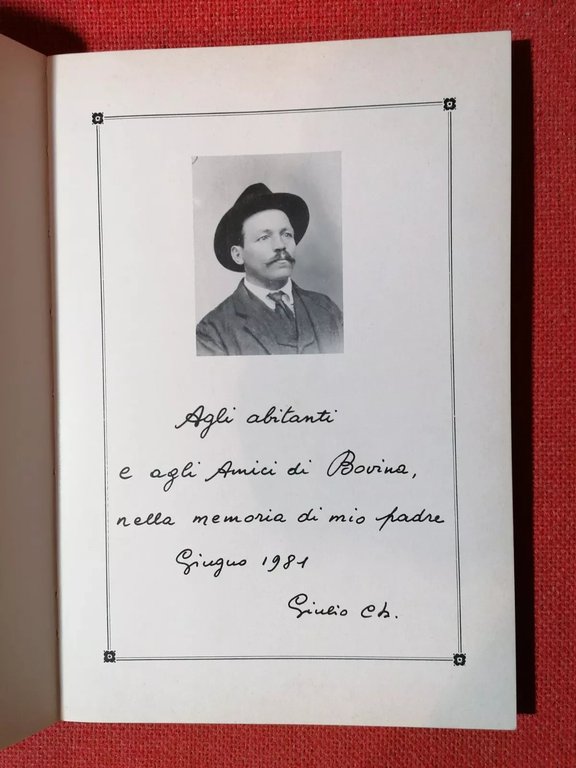 Agli abitanti
e agli Amici di Bovina,
nella memoria di mio padre
Giugno 1981
Giulio Ch.